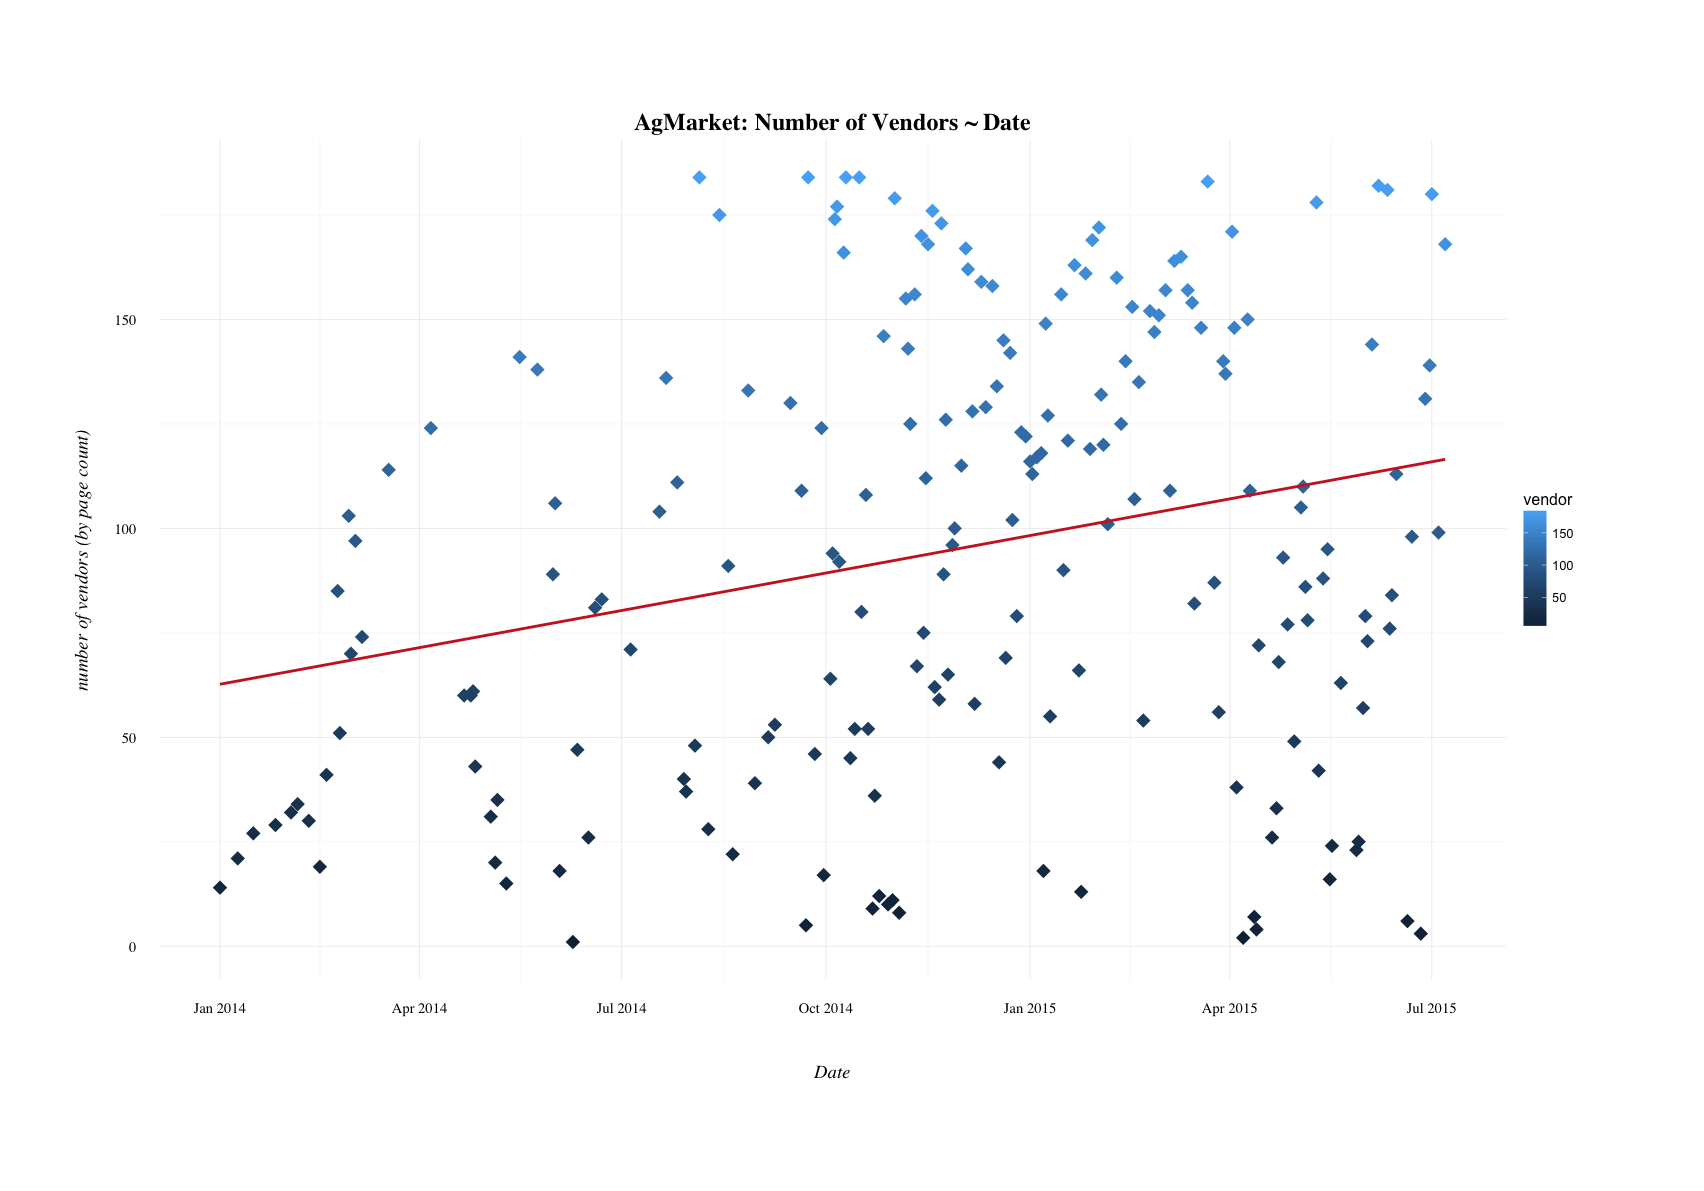 AgMarket: Number of Vendors ~ Date
number of vendors (by page count)
150
100
50
0
Jan 2014
Apr 2014
Jul 2014
Oct 2014
Jan 2015
Apr 2015
Jul 2015
Date
vendor
150
100
50